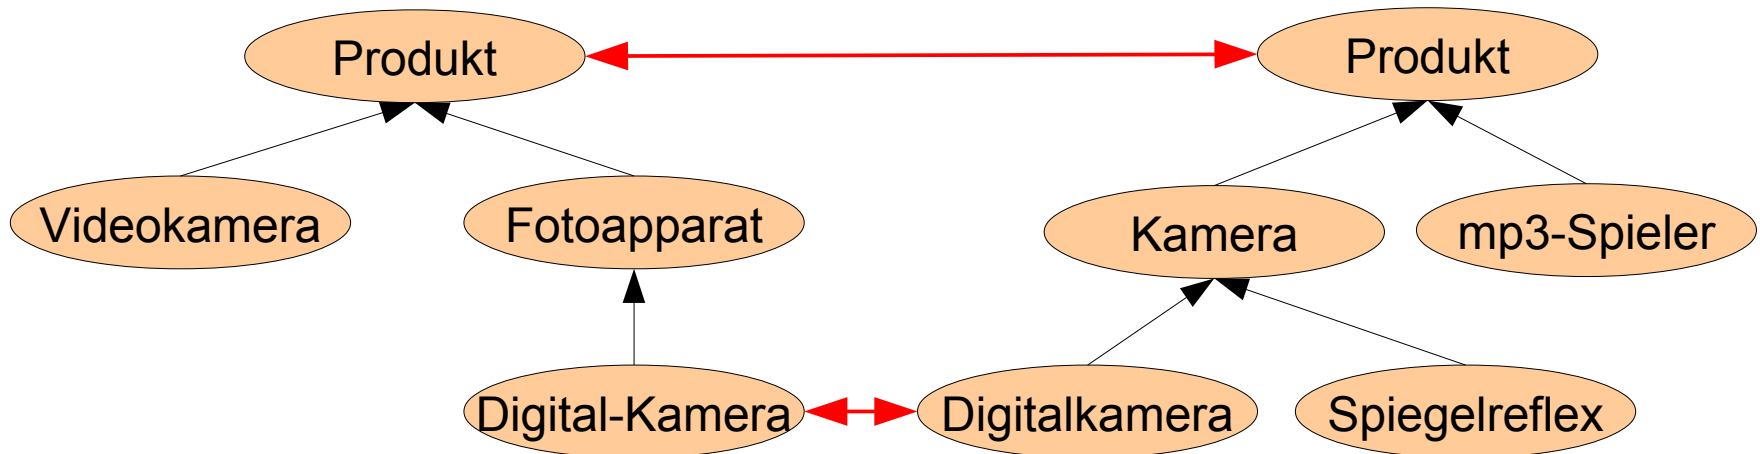 Produkt
Produkt
Videokamera
Fotoapparat
Kamera
mp3-Spieler
Digital-Kamera
Digitalkamera
Spiegelreflex